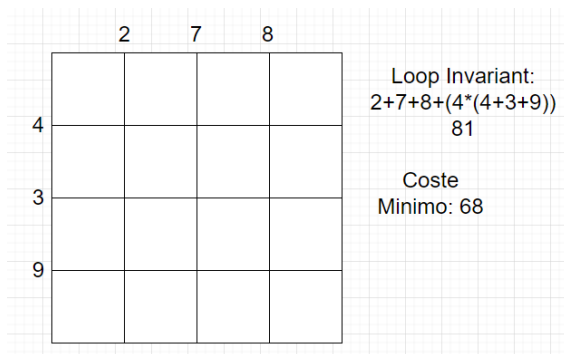 2 7 8
4
3
9
Loop Invariant:
2+7+8+(4*(4+3+9))
81
Coste
Minimo: 68